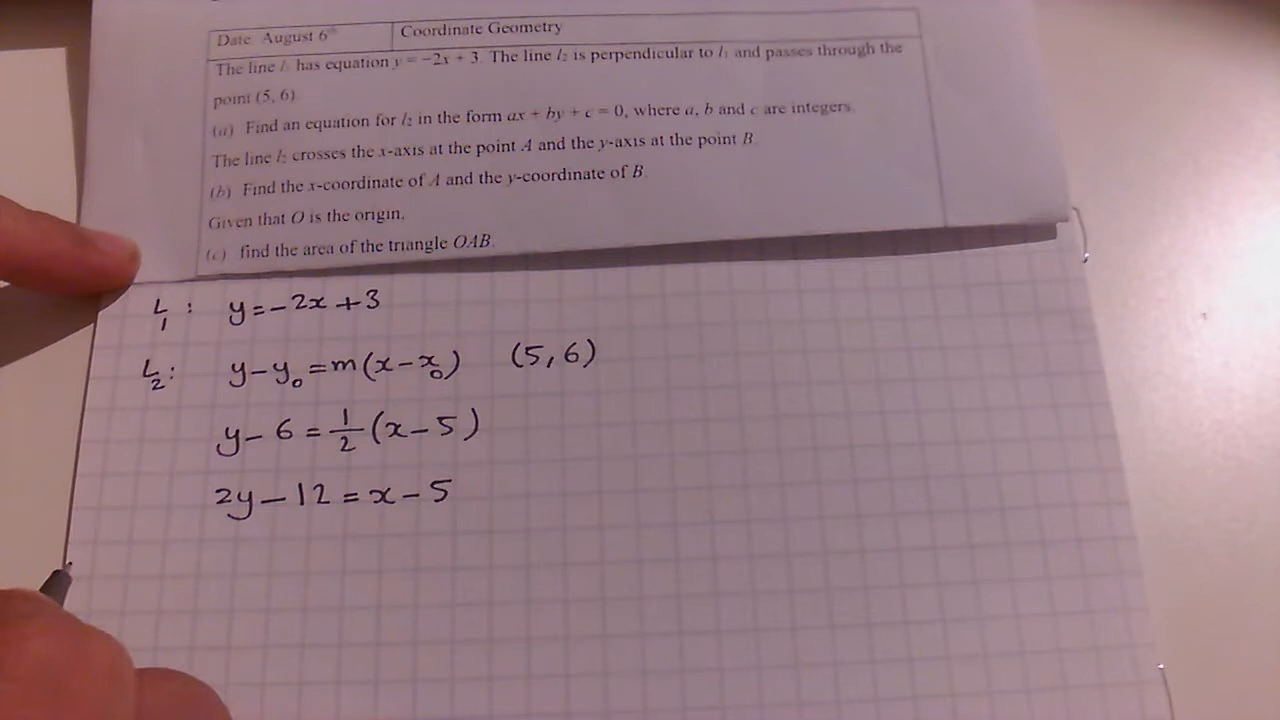 Date: August 6th Coordinate Geometry
The line l₁ has equation y = −2x + 3. The line l₂ is perpendicular to l₁ and passes through the
point (5, 6).
(a) Find an equation for l₂ in the form ax + by + c = 0, where a, b and c are integers.
The line l₂ crosses the x-axis at the point A and the y-axis at the point B.
(b) Find the x-coordinate of A and the y-coordinate of B.
Given that O is the origin,
(c) find the area of the triangle OAB.
L₁ : y = −2x + 3
L₂ : y − y₀ = m(x − x₀) (5, 6)
y − 6 = 1/2 (x − 5)
2y − 12 = x − 5